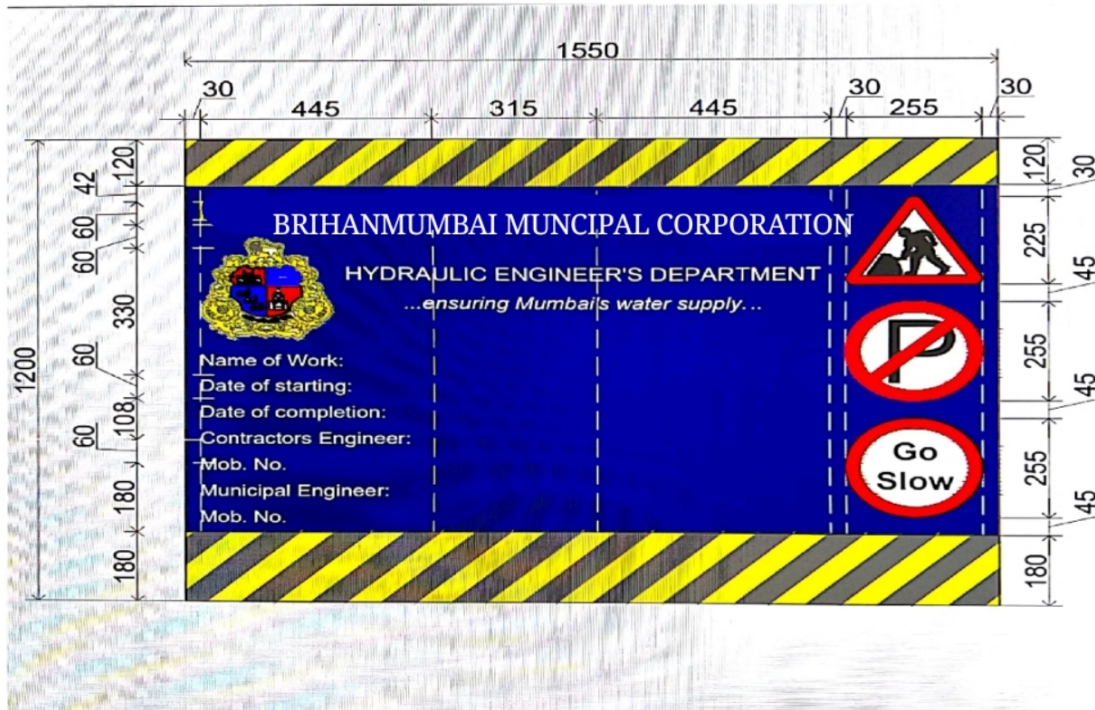 1550
30 445 315 445 30 255 30
120
42
60
60
330
60
108
60
180
180
1200
120
30
225
45
255
45
255
45
180
BRIHANMUMBAI MUNCIPAL CORPORATION
HYDRAULIC ENGINEER'S DEPARTMENT
...ensuring Mumbai's water supply...
Name of Work:
Date of starting:
Date of completion:
Contractors Engineer:
Mob. No.
Municipal Engineer:
Mob. No.
P
Go
Slow